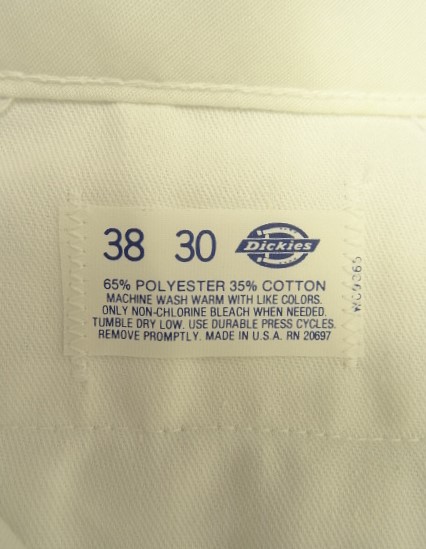 38 30 Dickies
65% POLYESTER 35% COTTON
MACHINE WASH WARM WITH LIKE COLORS.
ONLY NON-CHLORINE BLEACH WHEN NEEDED.
TUMBLE DRY LOW. USE DURABLE PRESS CYCLES.
REMOVE PROMPTLY. MADE IN U.S.A. RN 20697